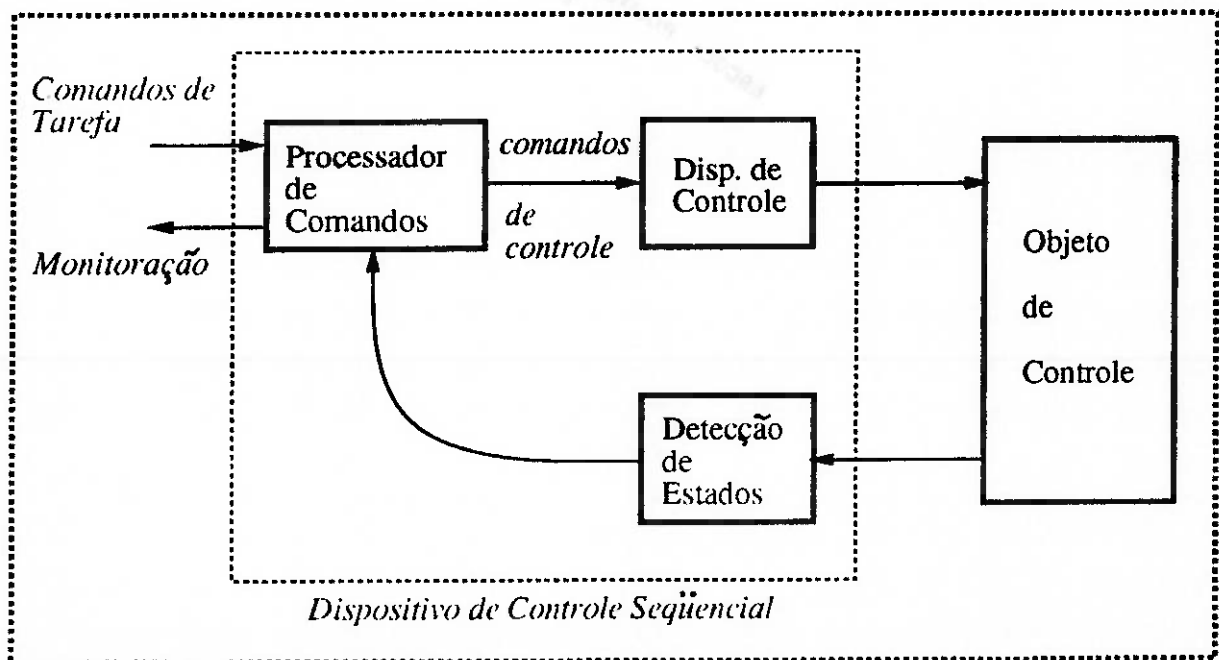 Comandos de
Tarefa
Monitoração
Processador
de
Comandos
comandos
de
controle
Disp. de
Controle
Objeto
de
Controle
Detecção
de
Estados
Dispositivo de Controle Seqüencial